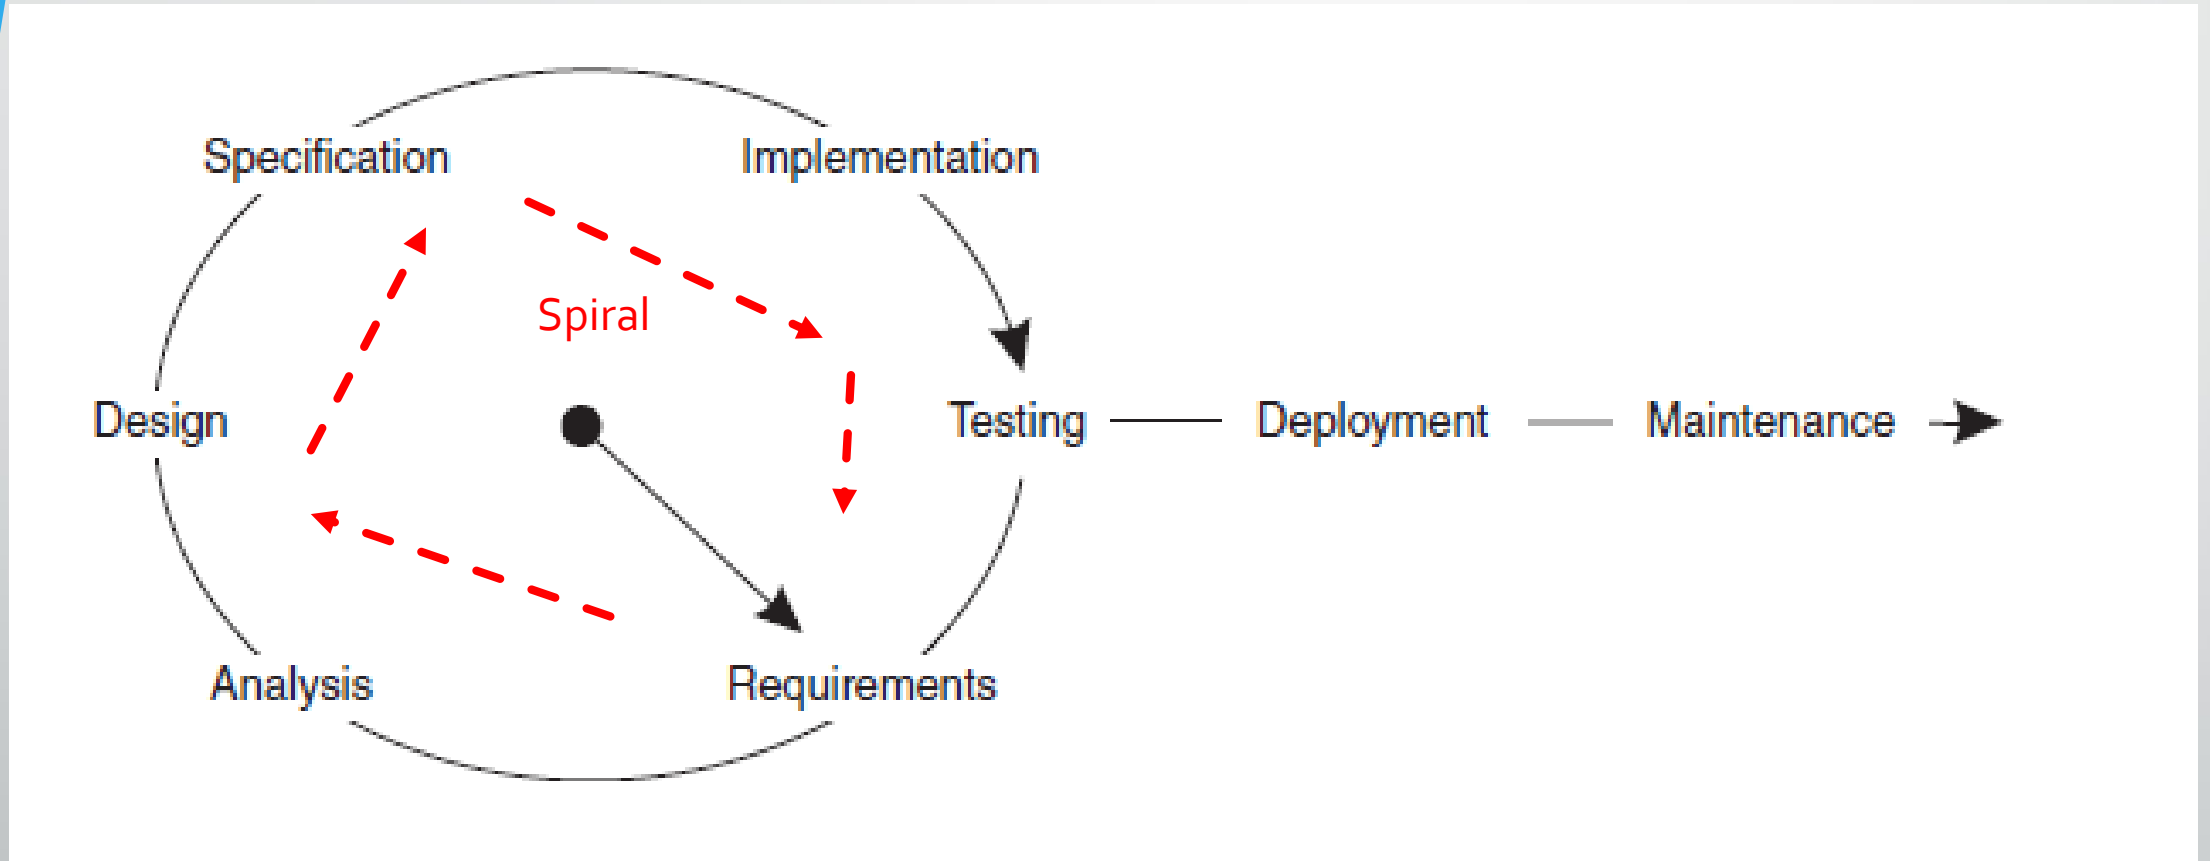 Specification
Implementation
Spiral
Design
Testing
Deployment
Maintenance
Analysis
Requirements